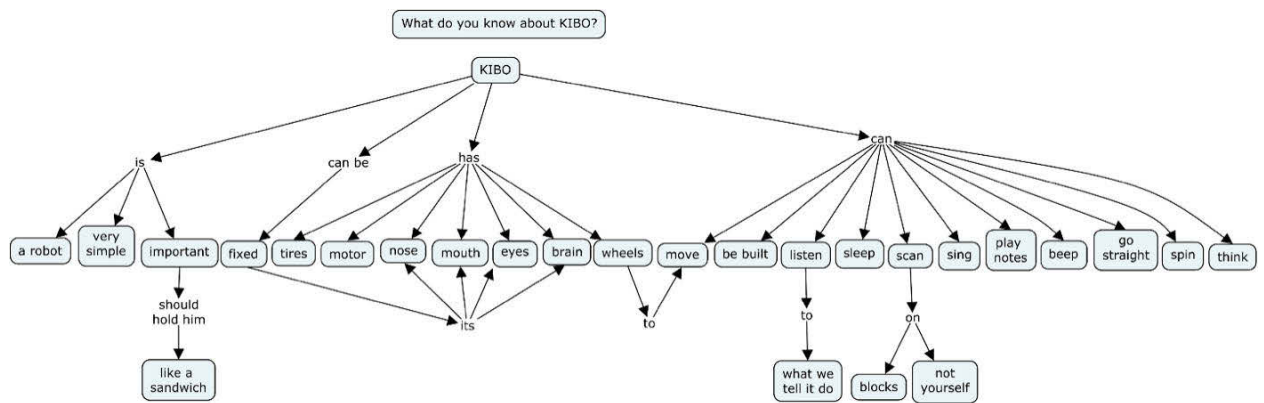 What do you know about KIBO?
KIBO
is
can be
has
can
a robot
very
simple
important
fixed
tires
motor
nose
mouth
eyes
brain
wheels
move
be built
listen
sleep
scan
sing
play
notes
beep
go
straight
spin
think
should
hold him
its
to
to
on
like a
sandwich
what we
tell it do
blocks
not
yourself